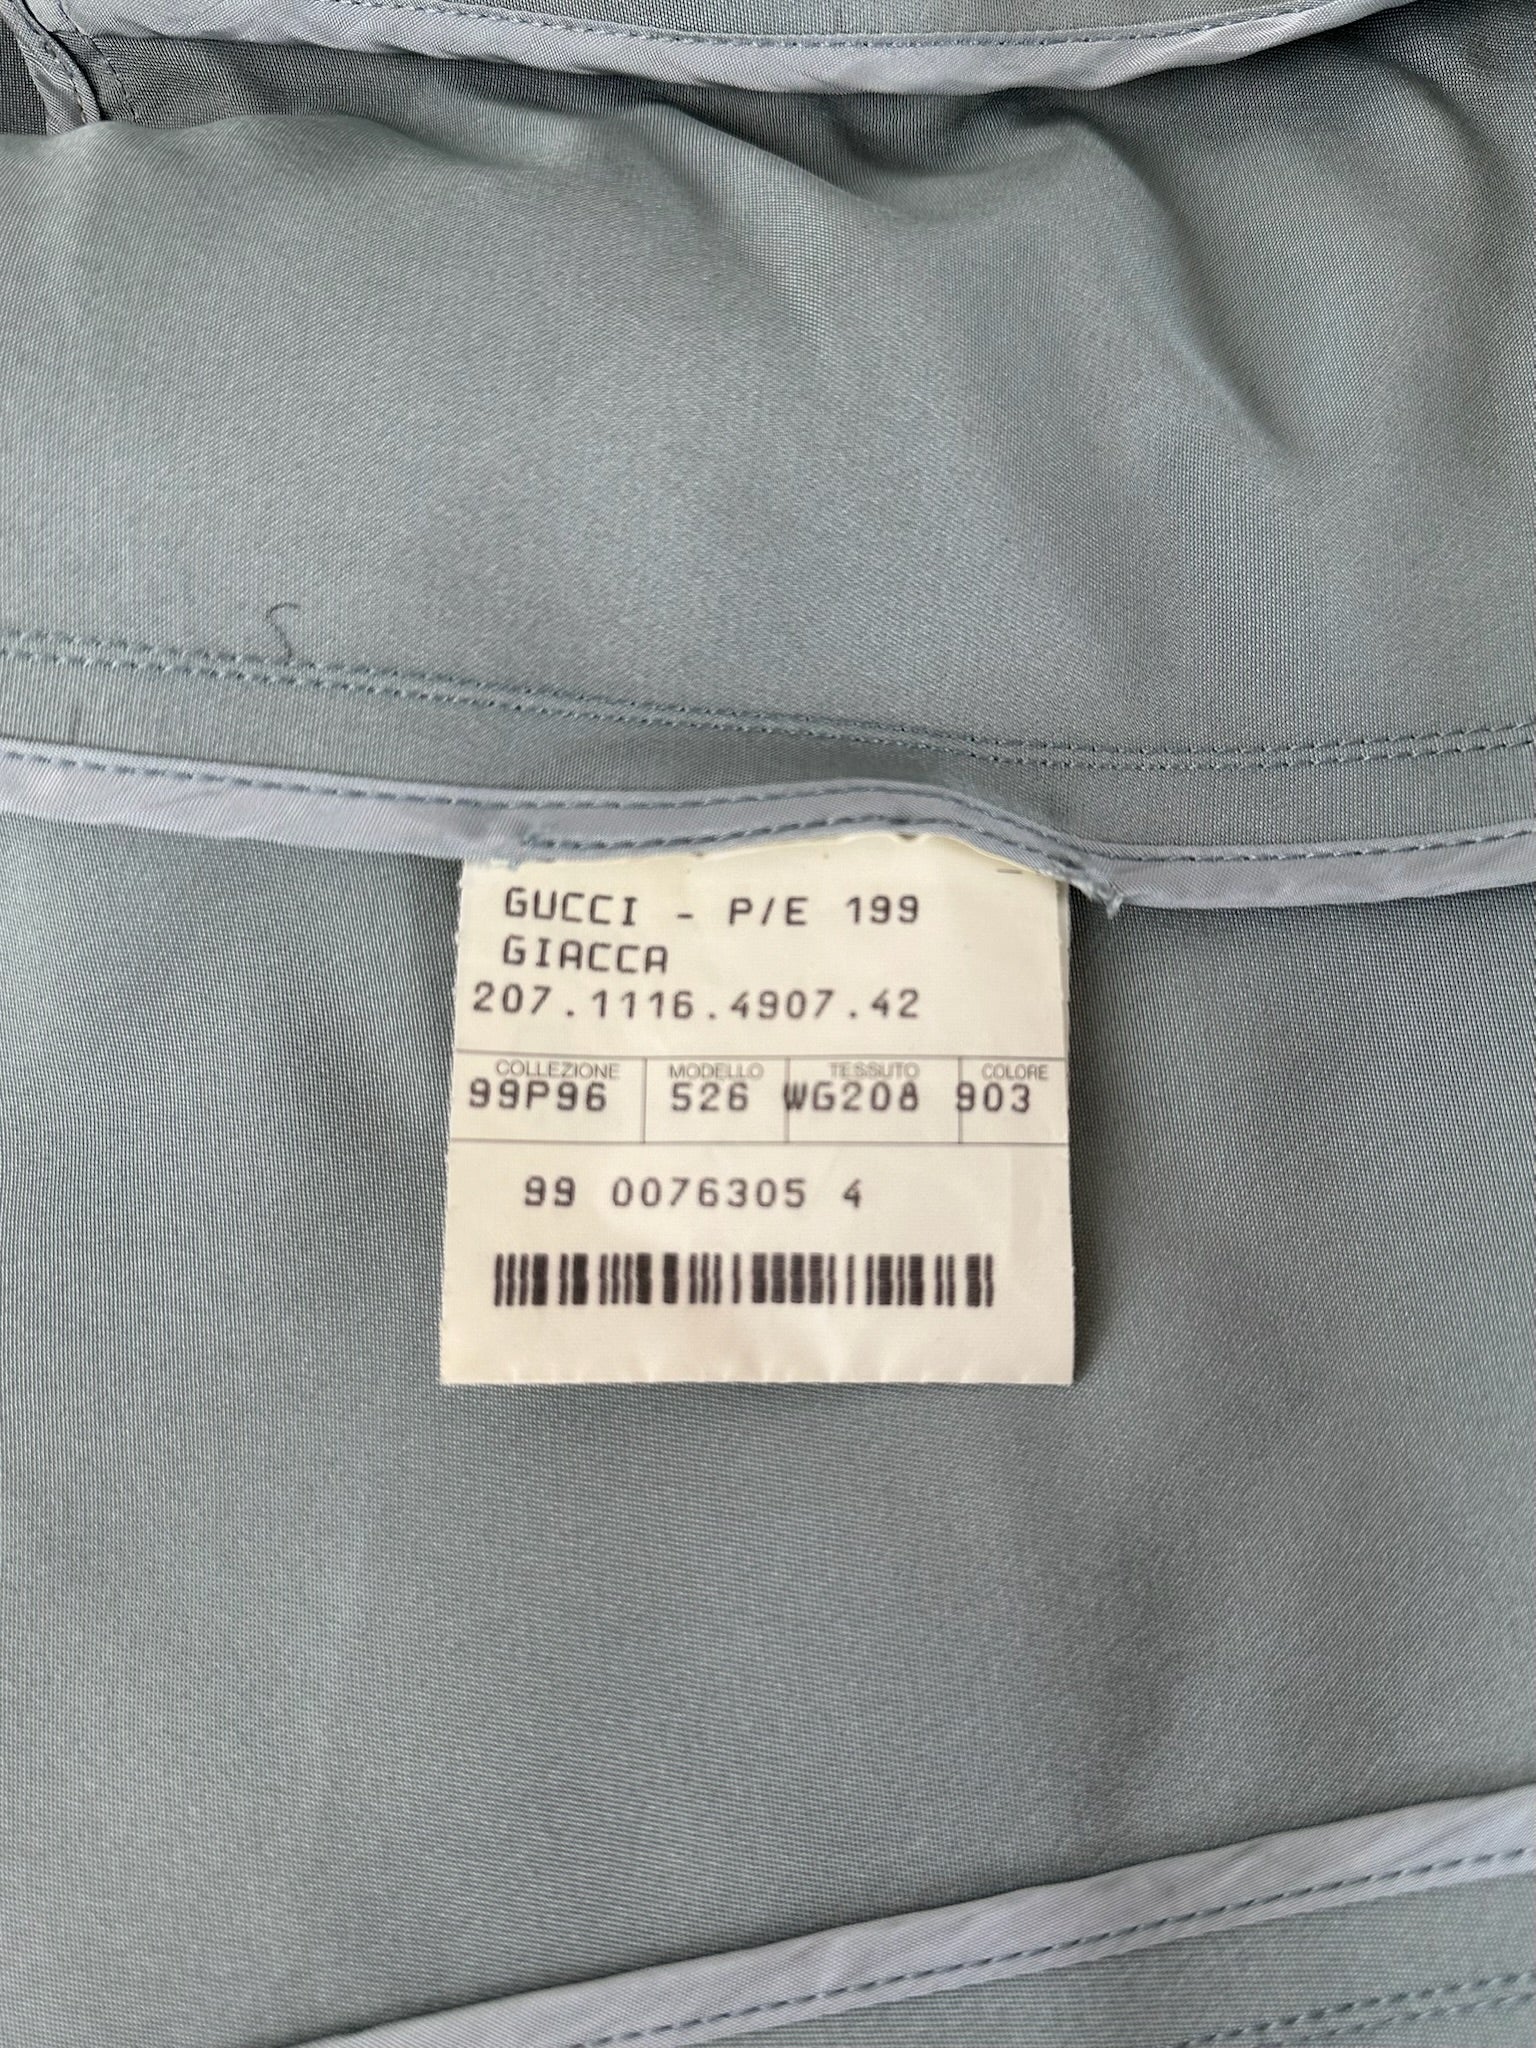 GUCCI - P/E 199
GIACCA
207.1116.4907.42
COLLEZIONE MODELLO TESSUTO COLORE
99P96 526 WG208 903
99 0076305 4